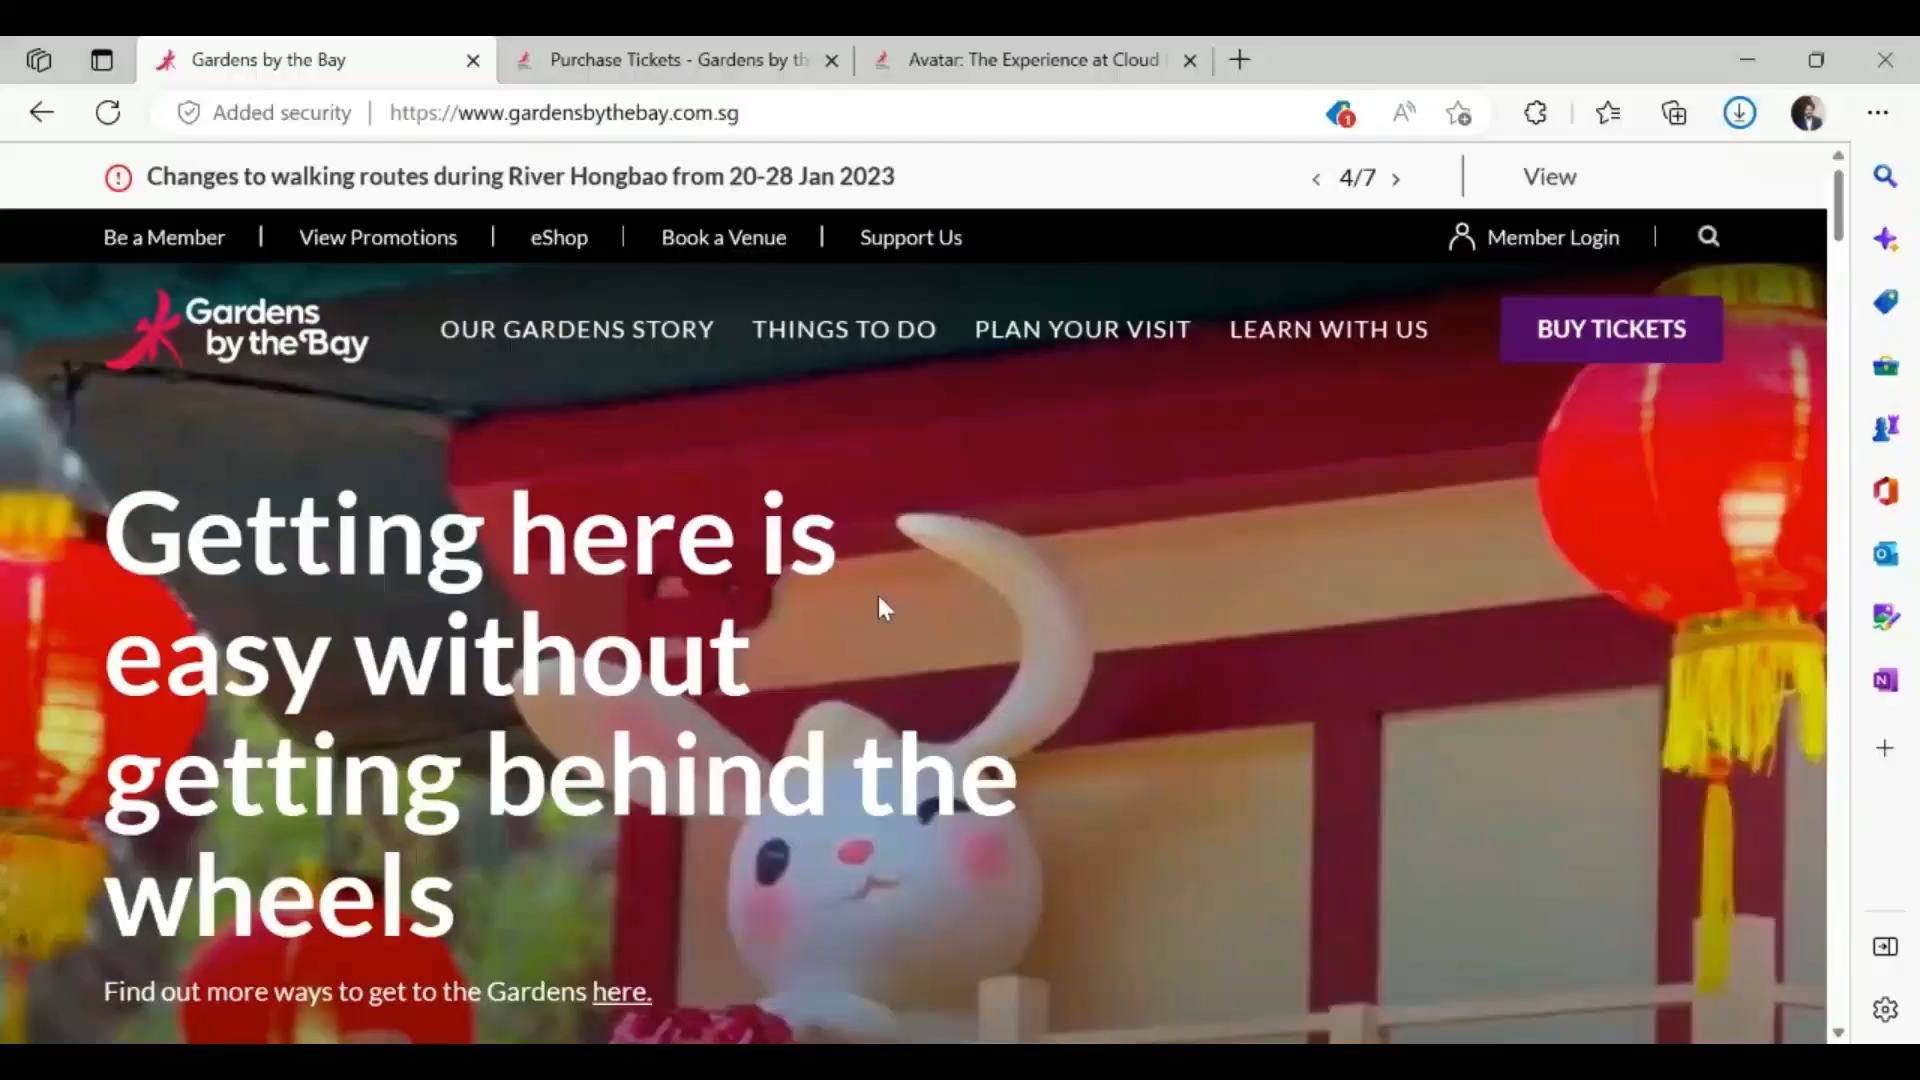 Gardens by the Bay
Purchase Tickets - Gardens by th
Avatar: The Experience at Cloud
Added security
https://www.gardensbythebay.com.sg
1
Changes to walking routes during River Hongbao from 20-28 Jan 2023
4/7
View
Be a Member
View Promotions
eShop
Book a Venue
Support Us
Member Login
Gardens
by the Bay
OUR GARDENS STORY
THINGS TO DO
PLAN YOUR VISIT
LEARN WITH US
BUY TICKETS
Getting here is
easy without
getting behind the
wheels
Find out more ways to get to the Gardens here.